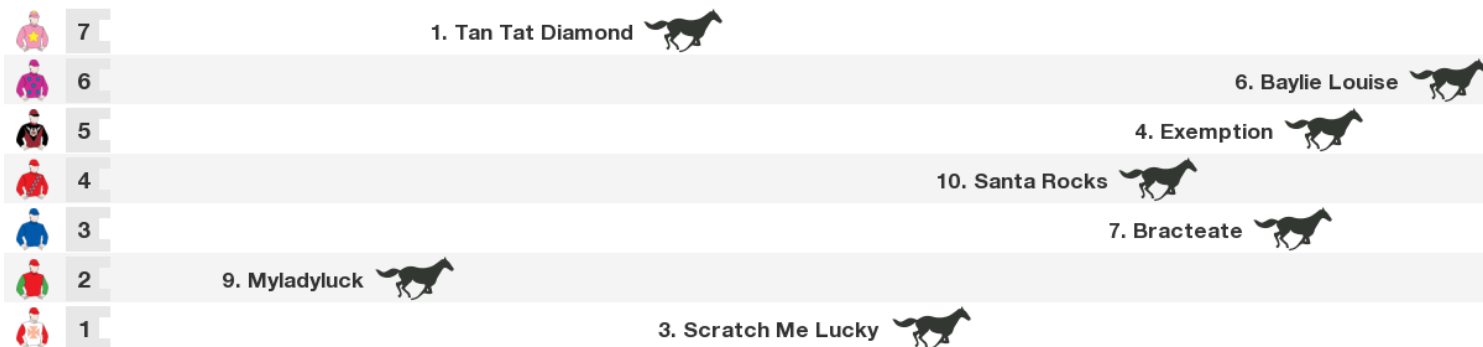 7 1. Tan Tat Diamond
6 6. Baylie Louise
5 4. Exemption
4 10. Santa Rocks
3 7. Bracteate
2 9. Myladyluck
1 3. Scratch Me Lucky